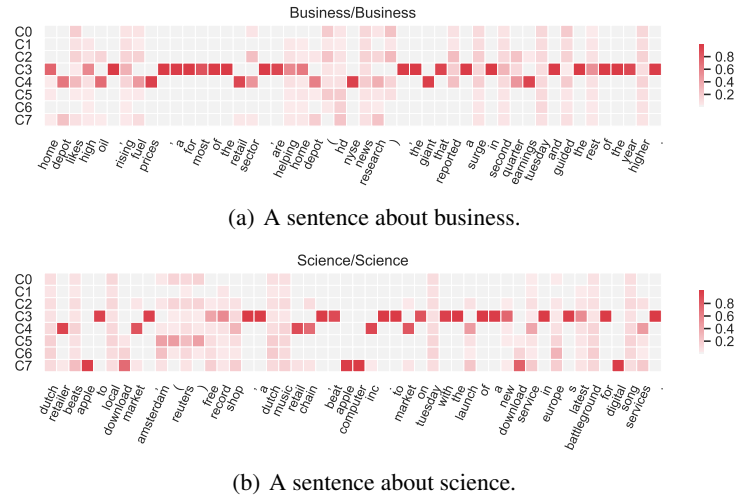 Business/Business
C0
C1
C2
C3
C4
C5
C6
C7
0.8
0.6
0.4
0.2
home depot likes high oil , rising fuel prices , a for most of the retail sector , are helping home depot ( hd nyse news research ) , the giant that reported a surge in second quarter earnings tuesday and guided the rest of the year higher .
(a) A sentence about business.
Science/Science
C0
C1
C2
C3
C4
C5
C6
C7
0.8
0.6
0.4
0.2
dutch retailer beats apple to local download market amsterdam ( reuters ) free record shop , a dutch music retail chain , beat apple computer inc . to market on tuesday with the launch of a new download service in europe s latest battleground for digital song services .
(b) A sentence about science.